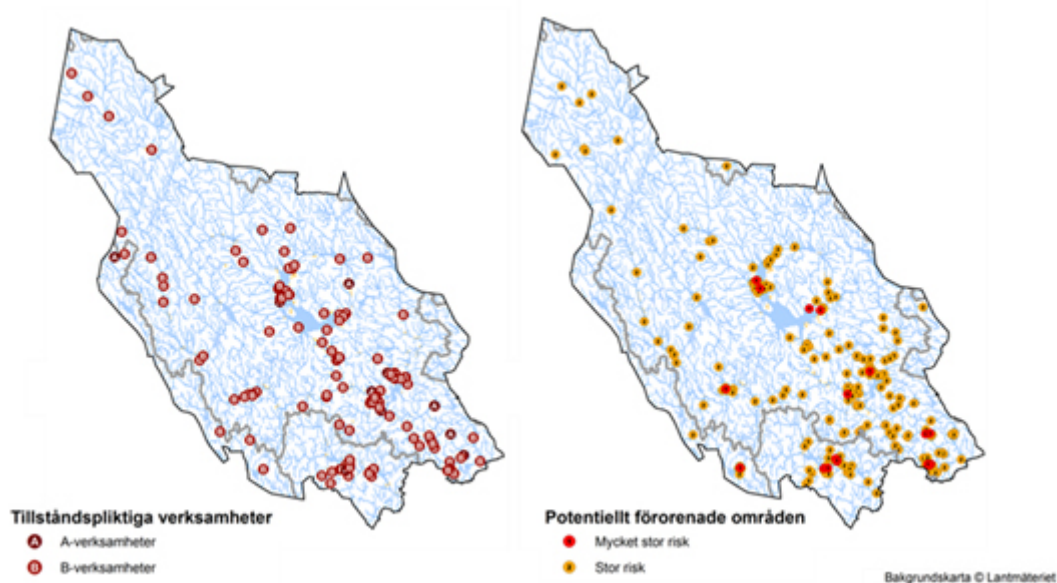 Tillståndspliktiga verksamheter
A A-verksamheter
B B-verksamheter
Potentiellt förorenade områden
Mycket stor risk
Stor risk
Bakgrundskarta © Lantmäteriet